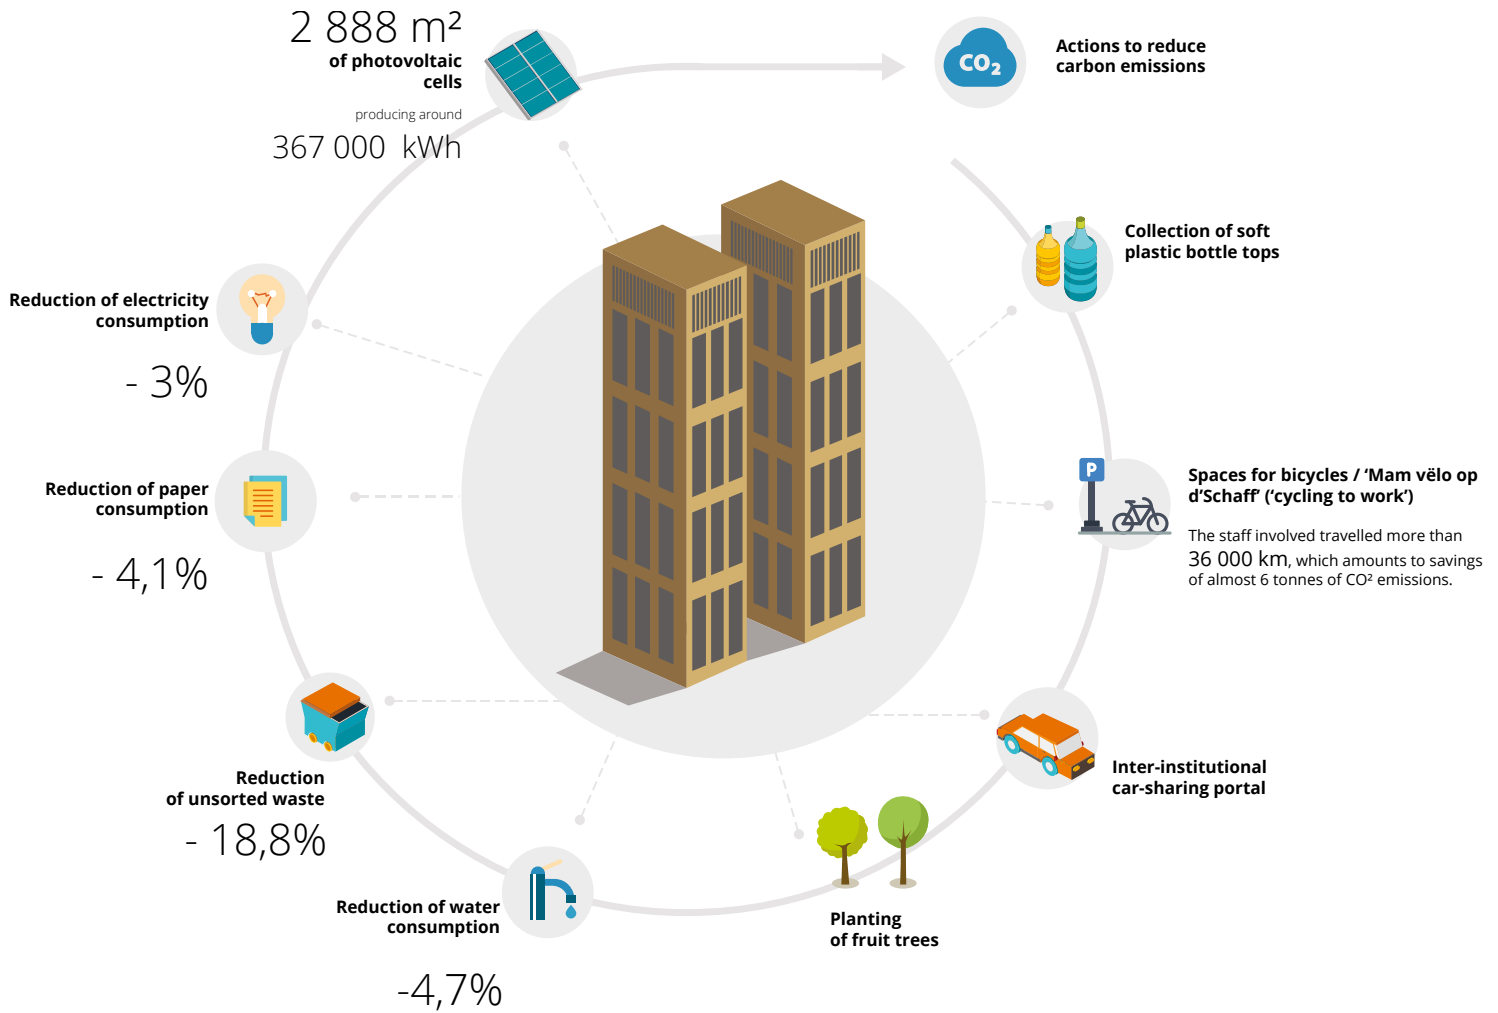 2 888 m²
of photovoltaic
cells
producing around
367 000 kWh
CO₂
Actions to reduce
carbon emissions
Collection of soft
plastic bottle tops
Reduction of electricity
consumption
- 3%
P
Spaces for bicycles / ‘Mam vëlo op
d’Schaff’ (‘cycling to work’)
The staff involved travelled more than
36 000 km, which amounts to savings
of almost 6 tonnes of CO² emissions.
Reduction of paper
consumption
- 4,1%
Reduction
of unsorted waste
- 18,8%
Inter-institutional
car-sharing portal
Reduction of water
consumption
-4,7%
Planting
of fruit trees